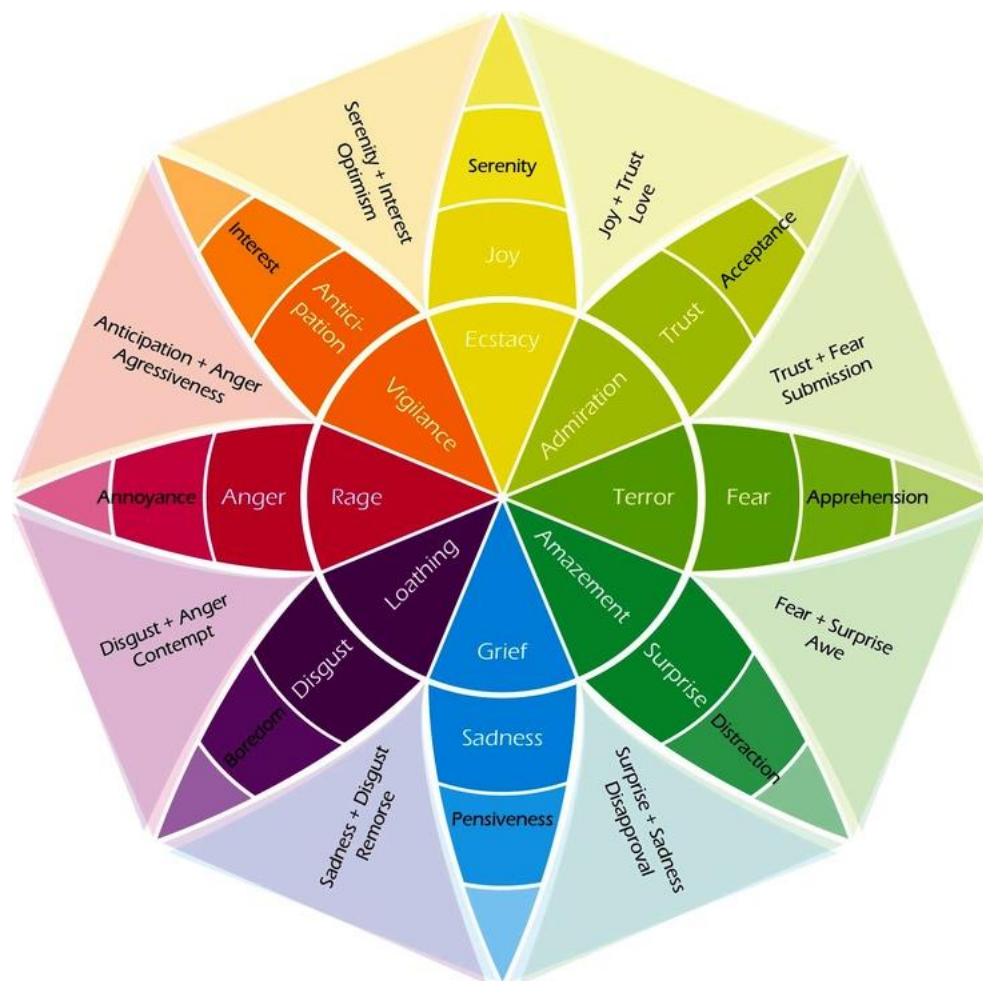 Serenity + Interest
Optimism
Serenity
Joy + Trust
Love
Joy
Ecstacy
Interest
Antici-
pation
Vigilance
Acceptance
Trust
Admiration
Anticipation + Anger
Agressiveness
Trust + Fear
Submission
Annoyance
Anger
Rage
Terror
Fear
Apprehension
Disgust + Anger
Contempt
Loathing
Disgust
Boredom
Amazement
Surprise
Distraction
Fear + Surprise
Awe
Grief
Sadness
Pensiveness
Sadness + Disgust
Remorse
Surprise + Sadness
Disapproval